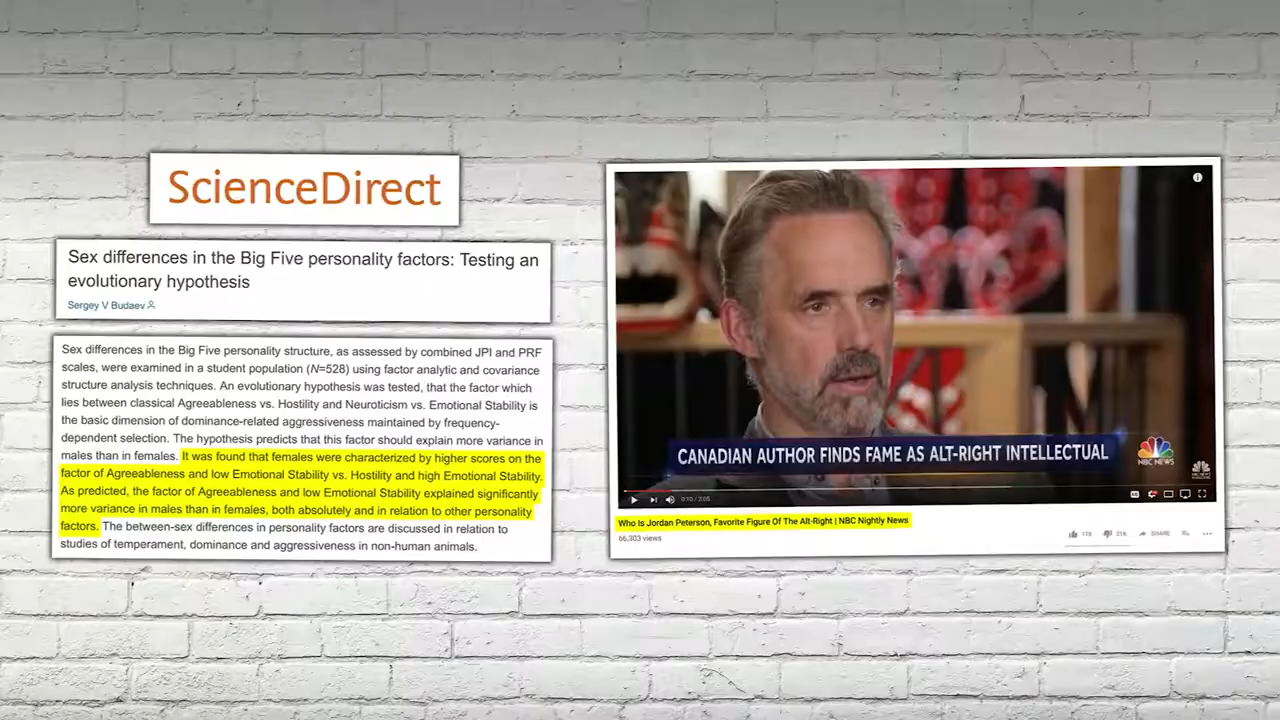 ScienceDirect
Sex differences in the Big Five personality factors: Testing an
evolutionary hypothesis
Sergey V Budaev
Sex differences in the Big Five personality structure, as assessed by combined JPI and PRF
scales, were examined in a student population (N=528) using factor analytic and covariance
structure analysis techniques. An evolutionary hypothesis was tested, that the factor which
lies between classical Agreeableness vs. Hostility and Neuroticism vs. Emotional Stability is
the basic dimension of dominance-related aggressiveness maintained by frequency-
dependent selection. The hypothesis predicts that this factor should explain more variance in
males than in females. It was found that females were characterized by higher scores on the
factor of Agreeableness and low Emotional Stability vs. Hostility and high Emotional Stability.
As predicted, the factor of Agreeableness and low Emotional Stability explained significantly
more variance in males than in females, both absolutely and in relation to other personality
factors. The between-sex differences in personality factors are discussed in relation to
studies of temperament, dominance and aggressiveness in non-human animals.
CANADIAN AUTHOR FINDS FAME AS ALT-RIGHT INTELLECTUAL
NBC NEWS
0:10 / 2:05
Who Is Jordan Peterson, Favorite Figure Of The Alt-Right | NBC Nightly News
66,303 views
SHARE